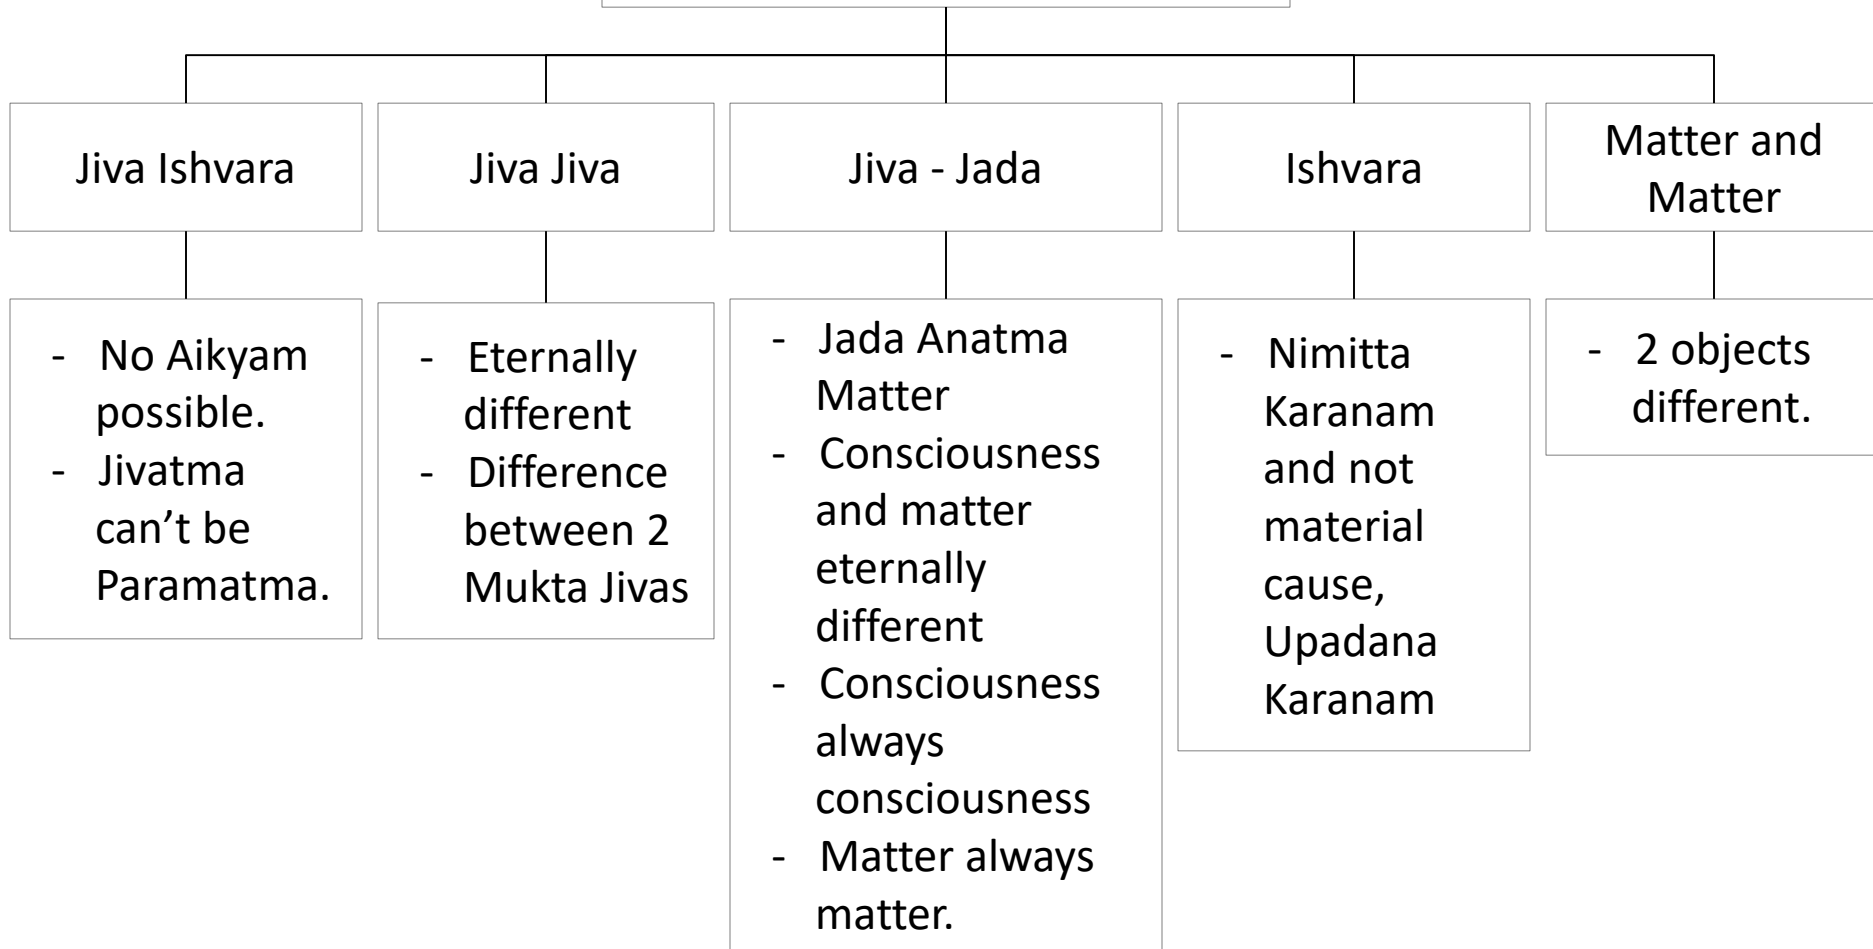 Jiva Ishvara
Jiva Jiva
Jiva - Jada
Ishvara
Matter and
Matter
- No Aikyam
possible.
- Jivatma
can’t be
Paramatma.
- Eternally
different
- Difference
between 2
Mukta Jivas
- Jada Anatma
Matter
- Consciousness
and matter
eternally
different
- Consciousness
always
consciousness
- Matter always
matter.
- Nimitta
Karanam
and not
material
cause,
Upadana
Karanam
- 2 objects
different.